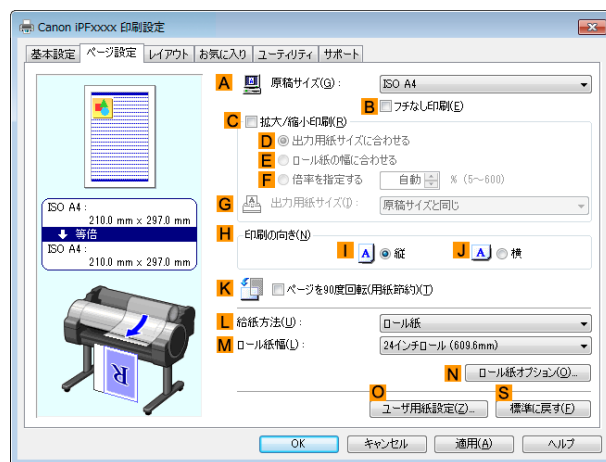 Canon iPFxxxx 印刷設定
基本設定 ページ設定 レイアウト お気に入り ユーティリティ サポート
A 原稿サイズ(G): ISO A4
B フチなし印刷(E)
C 拡大/縮小印刷(R)
D 出力用紙サイズに合わせる
E ロール紙の幅に合わせる
F 倍率を指定する 自動 % (5~600)
G A 出力用紙サイズ(I): 原稿サイズと同じ
ISO A4:
210.0 mm x 297.0 mm
等倍
ISO A4:
210.0 mm x 297.0 mm
H 印刷の向き(N)
I A 縦 J A 横
K ページを90度回転(用紙節約)(T)
L 給紙方法(U): ロール紙
M ロール紙幅(L): 24インチロール (609.6mm)
N ロール紙オプション(O)...
O ユーザ用紙設定(Z)... S 標準に戻す(F)
R
OK キャンセル 適用(A) ヘルプ